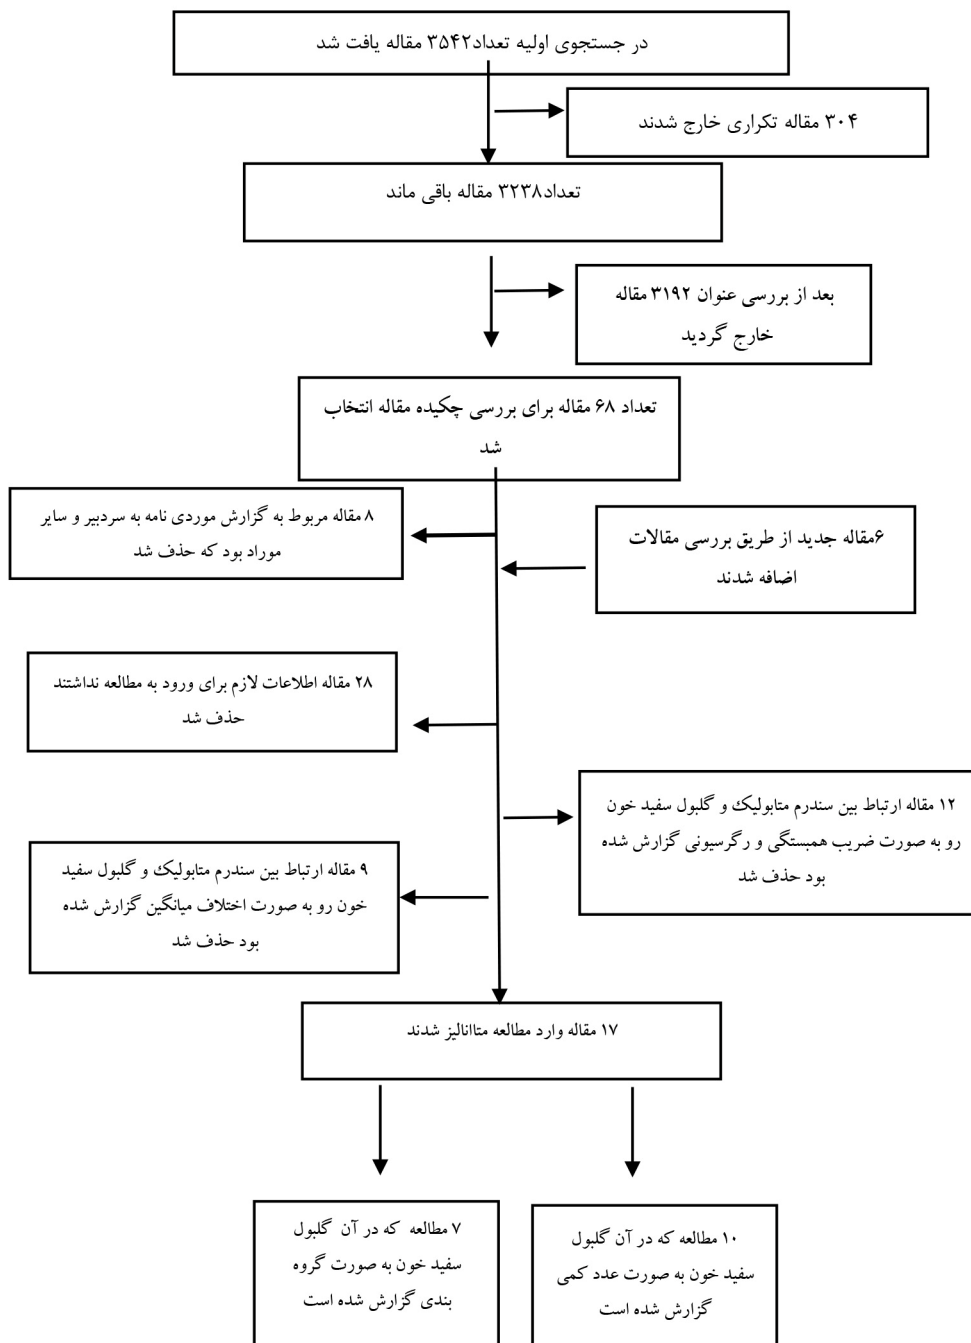 در جستجوی اولیه تعداد۳۵۴۲ مقاله یافت شد
۳۰۴ مقاله تکراری خارج شدند
تعداد۳۲۳۸ مقاله باقی ماند
بعد از بررسی عنوان ۳۱۹۲ مقاله
خارج گردید
تعداد ۶۸ مقاله برای بررسی چکیده مقاله انتخاب
شد
۸ مقاله مربوط به گزارش موردی نامه به سردبیر و سایر
موراد بود که حذف شد
۶مقاله جدید از طریق بررسی مقالات
اضافه شدند
۲۸ مقاله اطلاعات لازم برای ورود به مطالعه نداشتند
حذف شد
۱۲ مقاله ارتباط بین سندرم متابولیک و گلبول سفید خون
رو به صورت ضریب همبستگی و رگرسیونی گزارش شده
بود حذف شد
۹ مقاله ارتباط بین سندرم متابولیک و گلبول سفید
خون رو به صورت اختلاف میانگین گزارش شده
بود حذف شد
۱۷ مقاله وارد مطالعه متاانالیز شدند
۱۰ مطالعه که در آن گلبول
سفید خون به صورت عدد کمی
گزارش شده است
۷ مطالعه که در آن گلبول
سفید خون به صورت گروه
بندی گزارش شده است